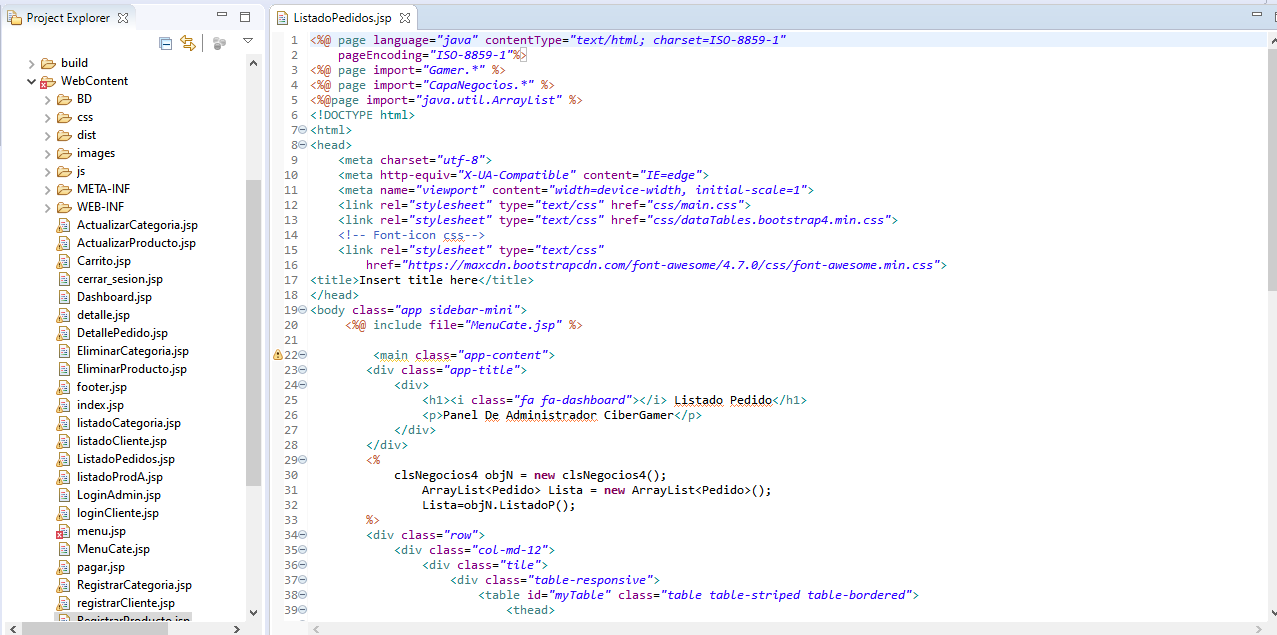 Project Explorer
build
WebContent
BD
css
dist
images
js
META-INF
WEB-INF
ActualizarCategoria.jsp
ActualizarProducto.jsp
Carrito.jsp
cerrar_sesion.jsp
Dashboard.jsp
detalle.jsp
DetallePedido.jsp
EliminarCategoria.jsp
EliminarProducto.jsp
footer.jsp
index.jsp
listadoCategoria.jsp
listadoCliente.jsp
ListadoPedidos.jsp
listadoProdA.jsp
LoginAdmin.jsp
loginCliente.jsp
menu.jsp
MenuCate.jsp
pagar.jsp
RegistrarCategoria.jsp
registrarCliente.jsp
RegistrarProducto.jsp
ListadoPedidos.jsp
1 <%@ page language="java" contentType="text/html; charset=ISO-8859-1"
2 pageEncoding="ISO-8859-1"%>
3 <%@ page import="Gamer.*" %>
4 <%@ page import="CapaNegocios.*" %>
5 <%@page import="java.util.ArrayList" %>
6 <!DOCTYPE html>
7 <html>
8 <head>
9 <meta charset="utf-8">
10 <meta http-equiv="X-UA-Compatible" content="IE=edge">
11 <meta name="viewport" content="width=device-width, initial-scale=1">
12 <link rel="stylesheet" type="text/css" href="css/main.css">
13 <link rel="stylesheet" type="text/css" href="css/dataTables.bootstrap4.min.css">
14 <!-- Font-icon css-->
15 <link rel="stylesheet" type="text/css"
16 href="https://maxcdn.bootstrapcdn.com/font-awesome/4.7.0/css/font-awesome.min.css">
17 <title>Insert title here</title>
18 </head>
19 <body class="app sidebar-mini">
20 <%@ include file="MenuCate.jsp" %>
21
22 <main class="app-content">
23 <div class="app-title">
24 <div>
25 <h1><i class="fa fa-dashboard"></i> Listado Pedido</h1>
26 <p>Panel De Administrador CiberGamer</p>
27 </div>
28 </div>
29 <%
30 clsNegocios4 objN = new clsNegocios4();
31 ArrayList<Pedido> Lista = new ArrayList<Pedido>();
32 Lista=objN.ListadoP();
33 %>
34 <div class="row">
35 <div class="col-md-12">
36 <div class="tile">
37 <div class="table-responsive">
38 <table id="myTable" class="table table-striped table-bordered">
39 <thead>